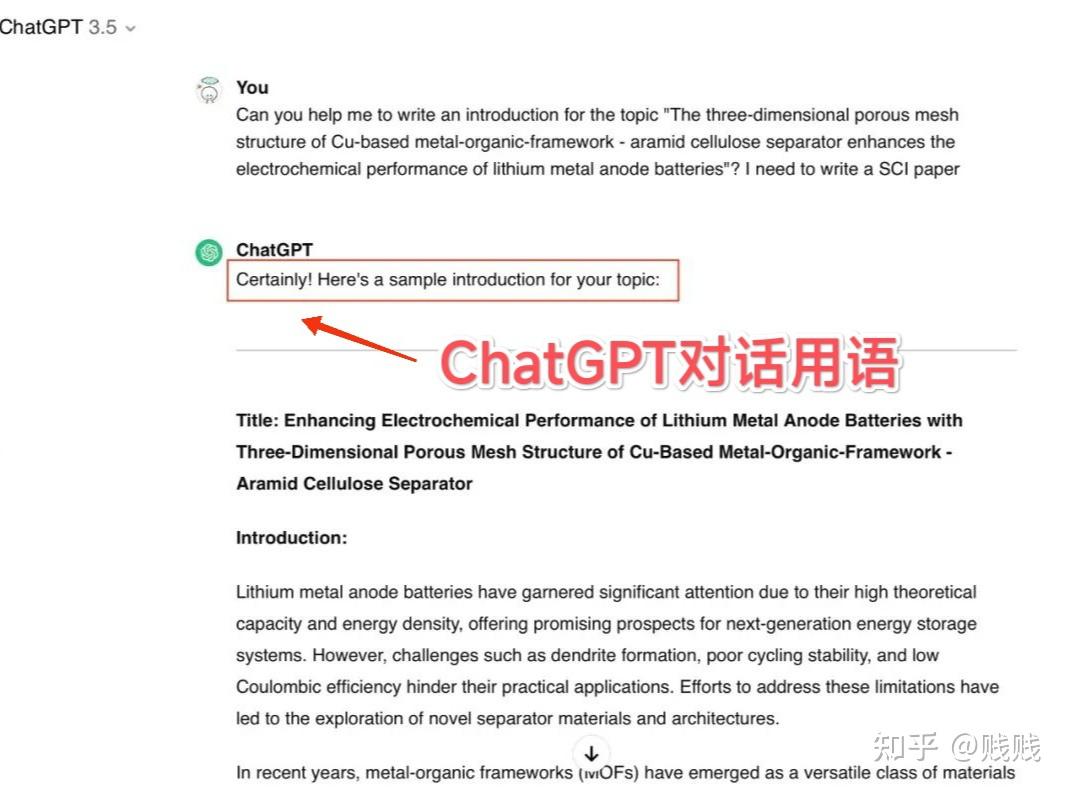 ChatGPT 3.5
You
Can you help me to write an introduction for the topic "The three-dimensional porous mesh
structure of Cu-based metal-organic-framework - aramid cellulose separator enhances the
electrochemical performance of lithium metal anode batteries"? I need to write a SCI paper
ChatGPT
Certainly! Here's a sample introduction for your topic:
ChatGPT对话用语
Title: Enhancing Electrochemical Performance of Lithium Metal Anode Batteries with
Three-Dimensional Porous Mesh Structure of Cu-Based Metal-Organic-Framework -
Aramid Cellulose Separator
Introduction:
Lithium metal anode batteries have garnered significant attention due to their high theoretical
capacity and energy density, offering promising prospects for next-generation energy storage
systems. However, challenges such as dendrite formation, poor cycling stability, and low
Coulombic efficiency hinder their practical applications. Efforts to address these limitations have
led to the exploration of novel separator materials and architectures.
In recent years, metal-organic frameworks (MOFs) have emerged as a versatile class of materials
知乎 @贱贱